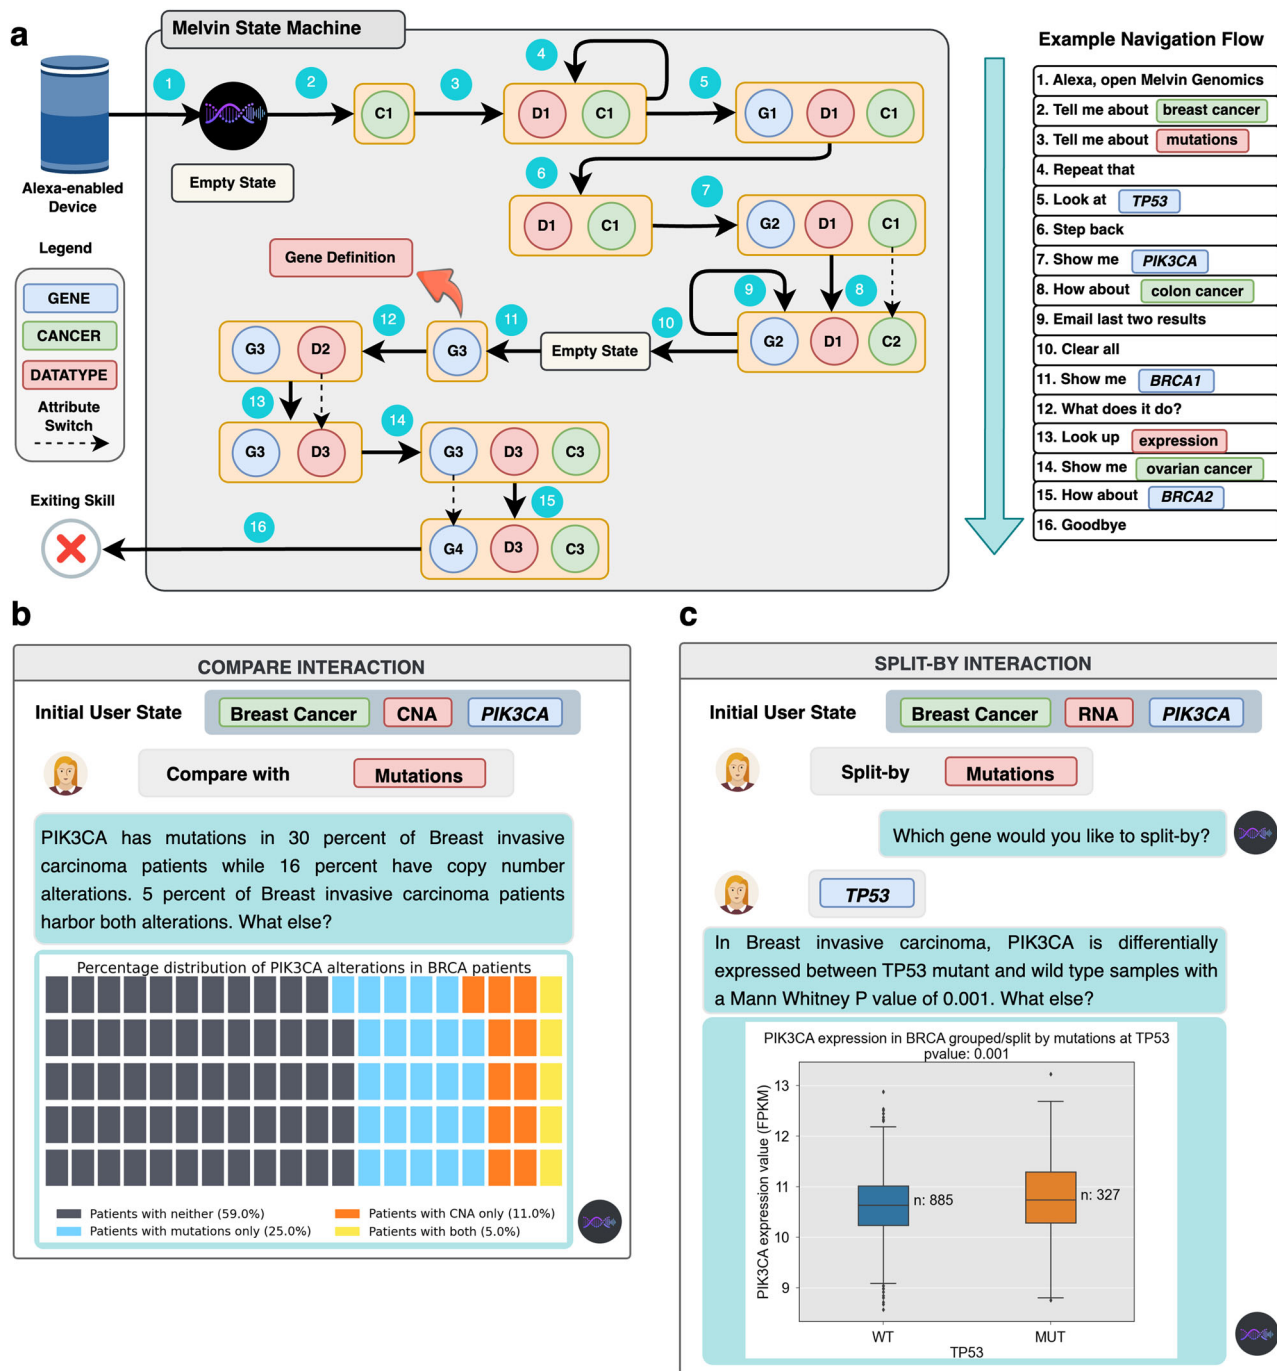 a
Melvin State Machine
Example Navigation Flow
1
2
3
4
5
C1
D1
C1
G1
D1
C1
Empty State
Alexa-enabled
Device
6
7
D1
C1
G2
D1
C1
Legend
GENE
CANCER
DATATYPE
Attribute
Switch
Gene Definition
8
9
10
11
12
G3
D2
G3
Empty State
G2
D1
C2
13
14
G3
D3
G3
D3
C3
15
Exiting Skill
16
G4
D3
C3
1. Alexa, open Melvin Genomics
2. Tell me about breast cancer
3. Tell me about mutations
4. Repeat that
5. Look at TP53
6. Step back
7. Show me PIK3CA
8. How about colon cancer
9. Email last two results
10. Clear all
11. Show me BRCA1
12. What does it do?
13. Look up expression
14. Show me ovarian cancer
15. How about BRCA2
16. Goodbye
b
COMPARE INTERACTION
Initial User State Breast Cancer CNA PIK3CA
Compare with Mutations
PIK3CA has mutations in 30 percent of Breast invasive
carcinoma patients while 16 percent have copy number
alterations. 5 percent of Breast invasive carcinoma patients
harbor both alterations. What else?
Percentage distribution of PIK3CA alterations in BRCA patients
Patients with neither (59.0%)
Patients with mutations only (25.0%)
Patients with CNA only (11.0%)
Patients with both (5.0%)
c
SPLIT-BY INTERACTION
Initial User State Breast Cancer RNA PIK3CA
Split-by Mutations
Which gene would you like to split-by?
TP53
In Breast invasive carcinoma, PIK3CA is differentially
expressed between TP53 mutant and wild type samples with
a Mann Whitney P value of 0.001. What else?
PIK3CA expression in BRCA grouped/split by mutations at TP53
pvalue: 0.001
PIK3CA expression value (FPKM)
13
12
11
10
9
n: 885
n: 327
WT
MUT
TP53